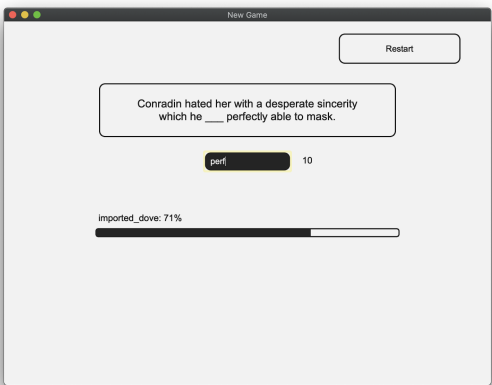 New Game
Restart
Conradin hated her with a desperate sincerity
which he ___ perfectly able to mask.
perf
10
imported_dove: 71%